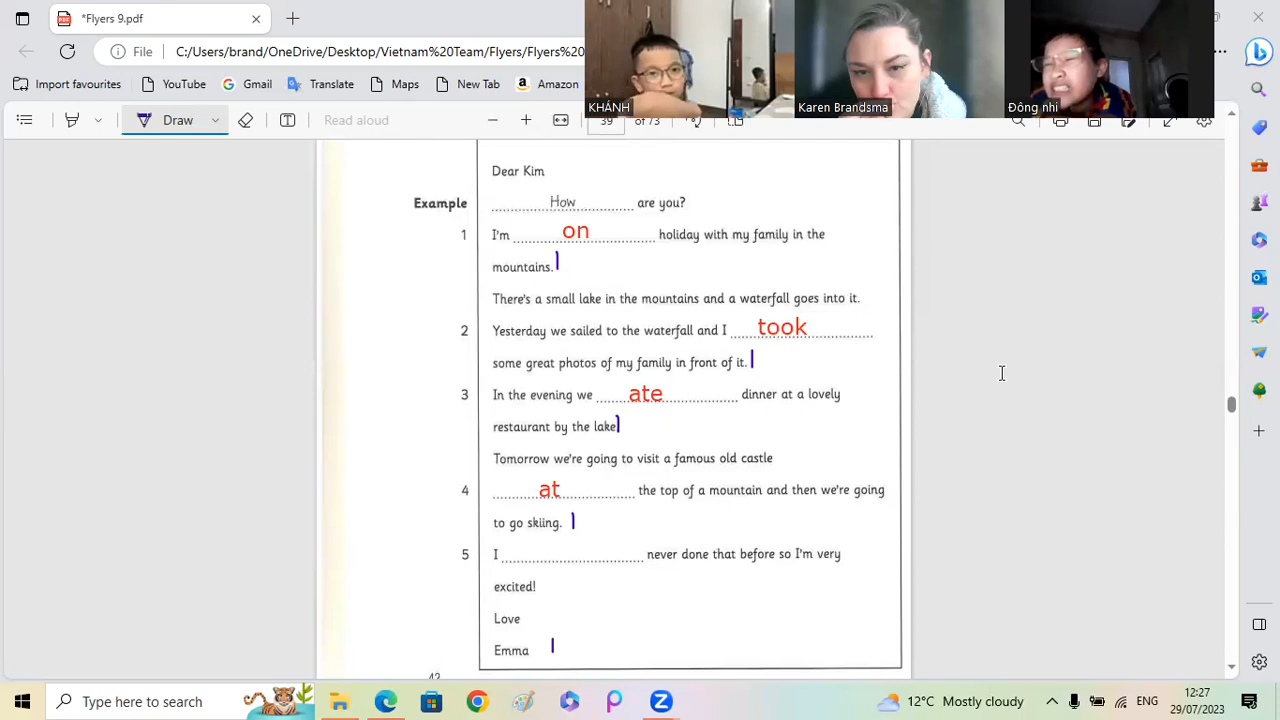 *Flyers 9.pdf
File
C:/Users/brand/OneDrive/Desktop/Vietnam%20Team/Flyers/Flyers%20
Import favourites
YouTube
Gmail
Translate
Maps
New Tab
Amazon
KHÁNH
Karen Brandsma
Đông nhi
Draw
Read aloud
39 of 73
Dear Kim
Example How are you?
1 I'm on holiday with my family in the
mountains.
There's a small lake in the mountains and a waterfall goes into it.
2 Yesterday we sailed to the waterfall and I took
some great photos of my family in front of it.
3 In the evening we ate dinner at a lovely
restaurant by the lake
Tomorrow we're going to visit a famous old castle
4 at the top of a mountain and then we're going
to go skiing.
5 I never done that before so I'm very
excited!
Love
Emma
Type here to search
12°C Mostly cloudy
ENG
12:27
29/07/2023